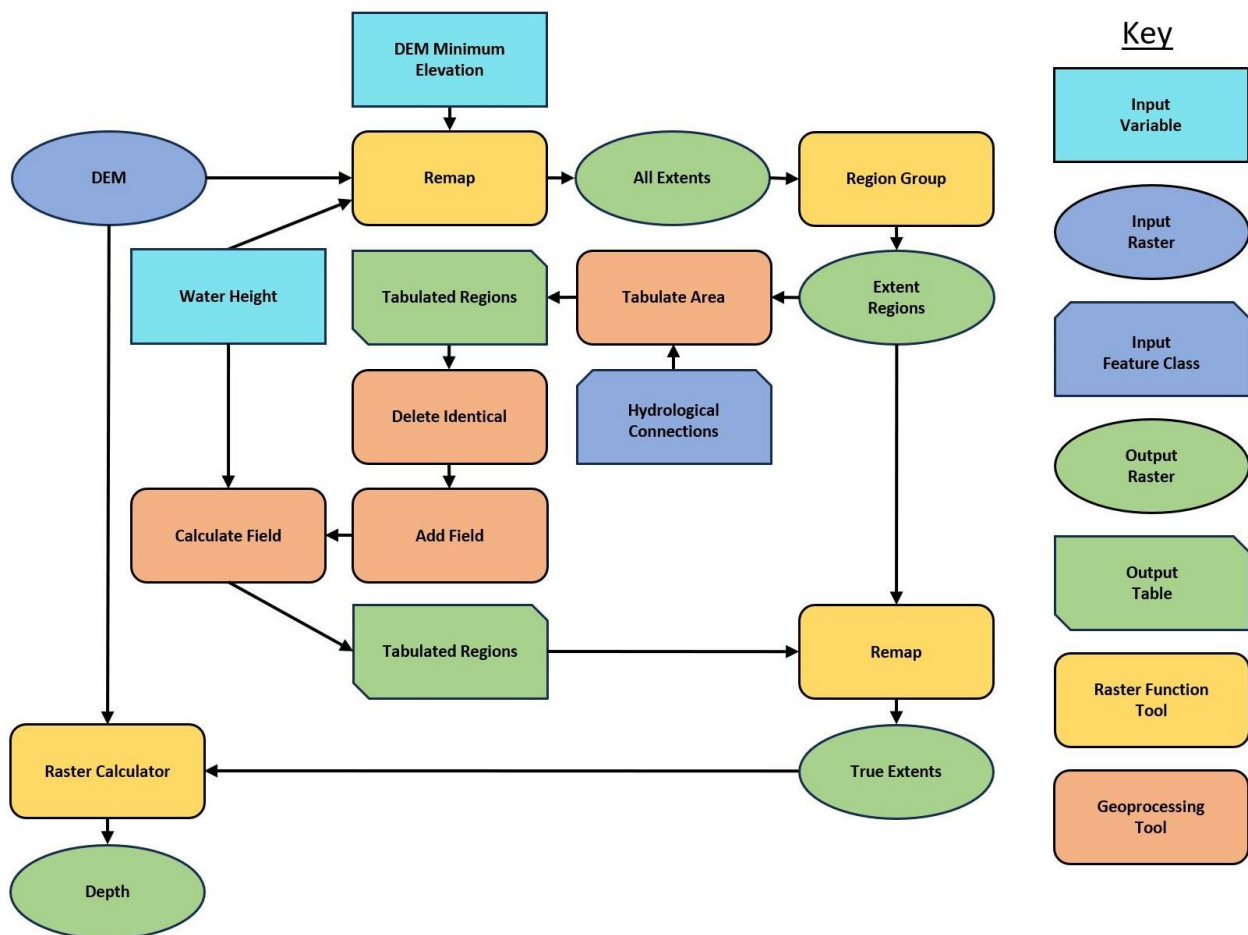 DEM Minimum
Elevation
DEM
Remap
All Extents
Region Group
Water Height
Tabulated Regions
Tabulate Area
Extent
Regions
Delete Identical
Hydrological
Connections
Calculate Field
Add Field
Tabulated Regions
Remap
Raster Calculator
True Extents
Depth
Key
Input
Variable
Input
Raster
Input
Feature Class
Output
Raster
Output
Table
Raster Function
Tool
Geoprocessing
Tool